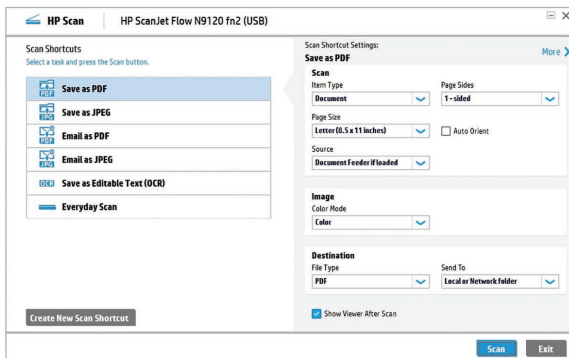 HP Scan
HP ScanJet Flow N9120 fn2 (USB)
Scan Shortcuts
Select a task and press the Scan button.
PDF Save as PDF
JPG Save as JPEG
PDF Email as PDF
JPG Email as JPEG
OCR Save as Editable Text (OCR)
Everyday Scan
Create New Scan Shortcut
Scan Shortcut Settings:
Save as PDF
More
Scan
Item Type Page Sides
Document 1 - sided
Page Size
Letter (8.5 x 11 inches) Auto Orient
Source
Document Feeder if loaded
Image
Color Mode
Color
Destination
File Type Send To
PDF Local or Network folder
Show Viewer After Scan
Scan Exit